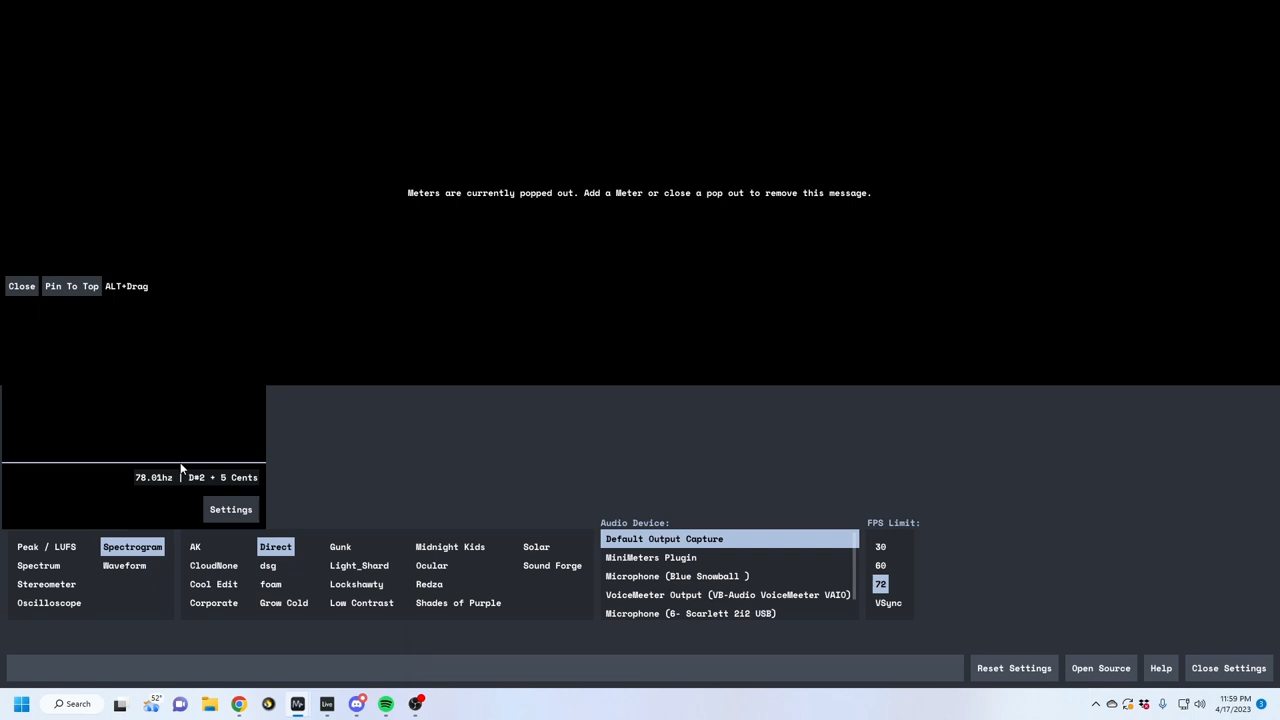 Meters are currently popped out. Add a Meter or close a pop out to remove this message.
Close Pin To Top ALT+Drag
78.01hz | D#2 + 5 Cents
Settings
Audio Device: FPS Limit:
Peak / LUFS Spectrogram AK Direct Gunk Midnight Kids Solar Default Output Capture 30
Spectrum Waveform CloudNone dsg Light_Shard Ocular Sound Forge MiniMeters Plugin 60
Stereometer Cool Edit foam Lockshawty Redza Microphone (Blue Snowball ) 72
Oscilloscope Corporate Grow Cold Low Contrast Shades of Purple VoiceMeeter Output (VB-Audio VoiceMeeter VAIO) VSync
Microphone (6- Scarlett 2i2 USB)
Reset Settings Open Source Help Close Settings
Search 52° Live 11:59 PM
4/17/2023 3